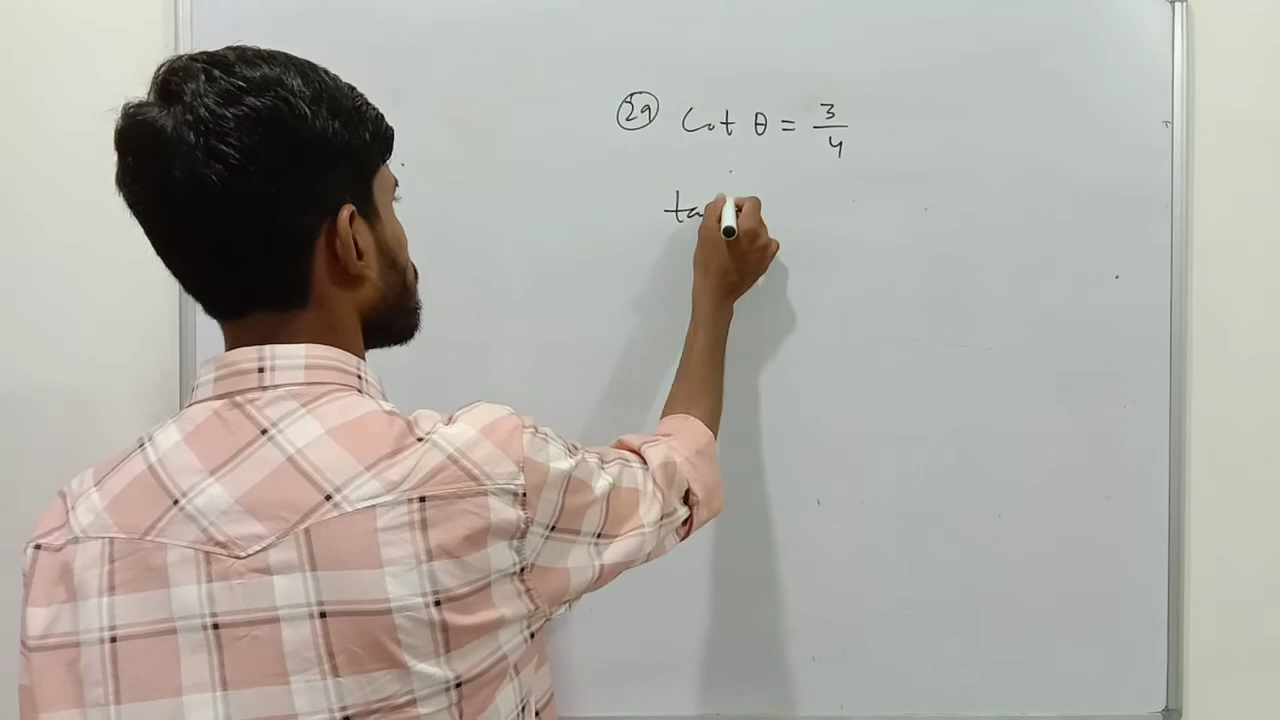 29 Cot θ = 3/4
ta